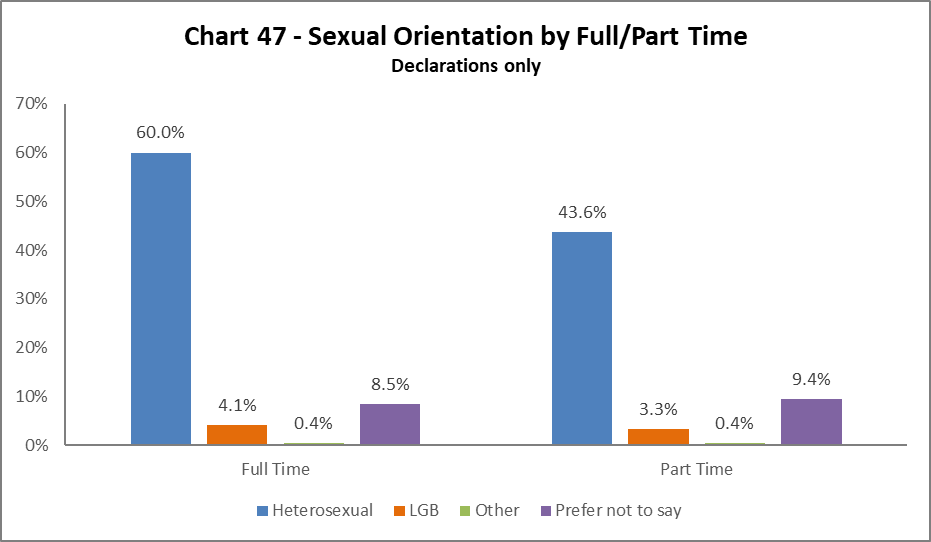 Chart 47 - Sexual Orientation by Full/Part Time
Declarations only
70%
60%
50%
40%
30%
20%
10%
0%
60.0%
4.1%
0.4%
8.5%
43.6%
3.3%
0.4%
9.4%
Full Time
Part Time
Heterosexual
LGB
Other
Prefer not to say